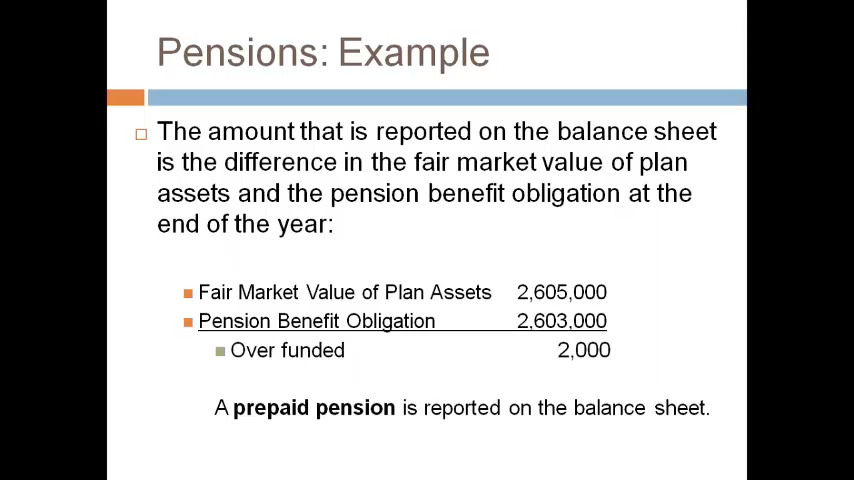 Pensions: Example
The amount that is reported on the balance sheet
is the difference in the fair market value of plan
assets and the pension benefit obligation at the
end of the year:
Fair Market Value of Plan Assets 2,605,000
Pension Benefit Obligation 2,603,000
Over funded 2,000
A prepaid pension is reported on the balance sheet.